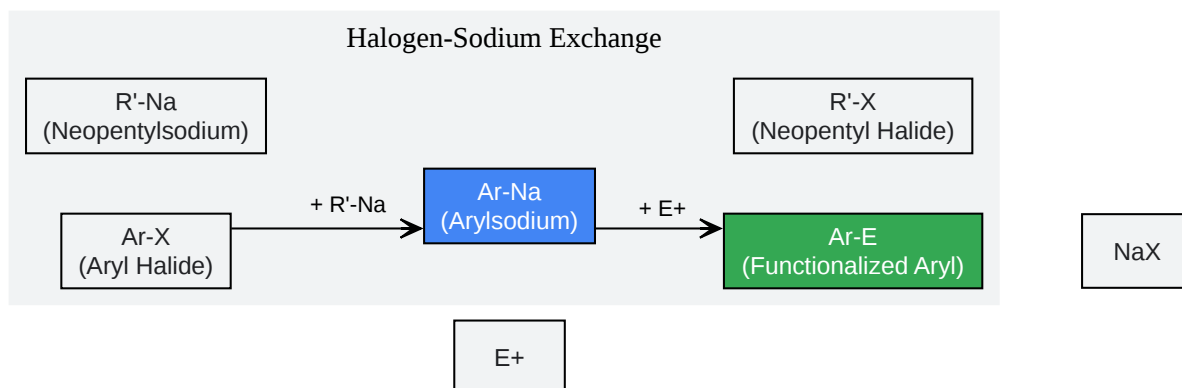 Halogen-Sodium Exchange
R'-Na
(Neopentylsodium)
R'-X
(Neopentyl Halide)
+ R'-Na
Ar-Na
(Arylsodium)
+ E+
Ar-X
(Aryl Halide)
Ar-E
(Functionalized Aryl)
NaX
E+